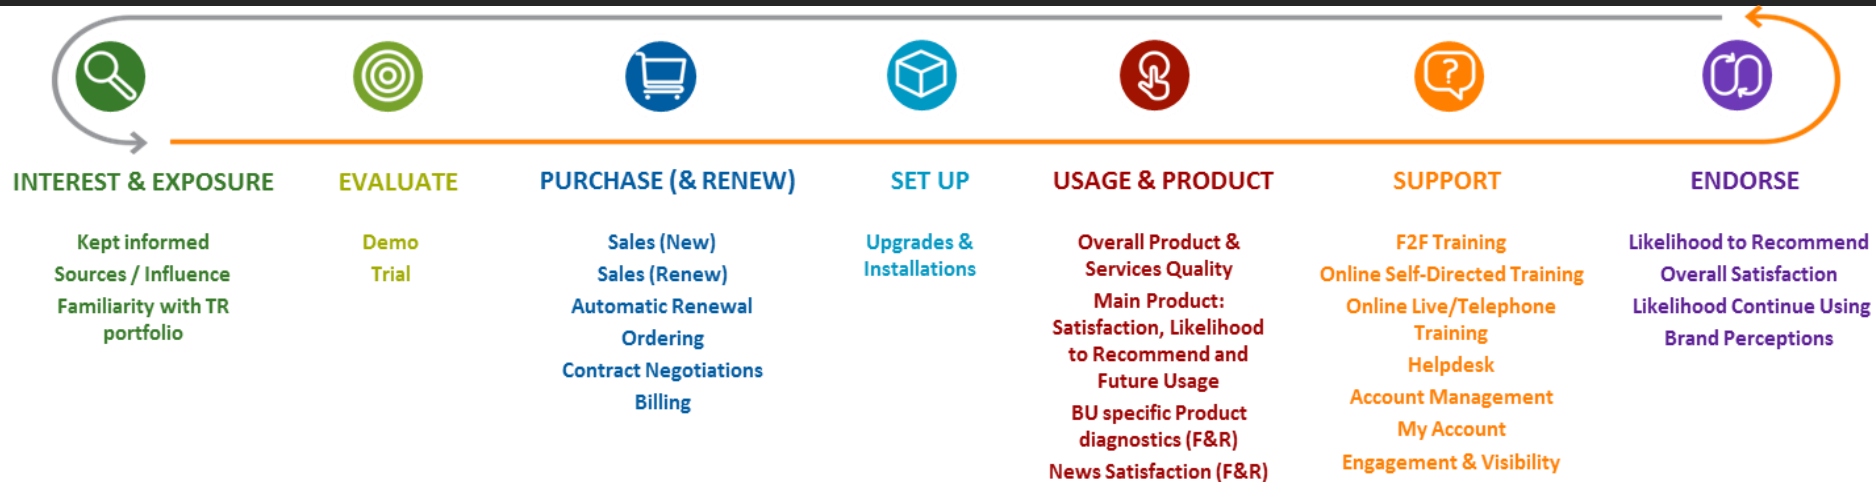 ?
INTEREST & EXPOSURE
Kept informed
Sources / Influence
Familiarity with TR
portfolio
EVALUATE
Demo
Trial
PURCHASE (& RENEW)
Sales (New)
Sales (Renew)
Automatic Renewal
Ordering
Contract Negotiations
Billing
SET UP
Upgrades &
Installations
USAGE & PRODUCT
Overall Product &
Services Quality
Main Product:
Satisfaction, Likelihood
to Recommend and
Future Usage
BU specific Product
diagnostics (F&R)
News Satisfaction (F&R)
SUPPORT
F2F Training
Online Self-Directed Training
Online Live/Telephone
Training
Helpdesk
Account Management
My Account
Engagement & Visibility
ENDORSE
Likelihood to Recommend
Overall Satisfaction
Likelihood Continue Using
Brand Perceptions